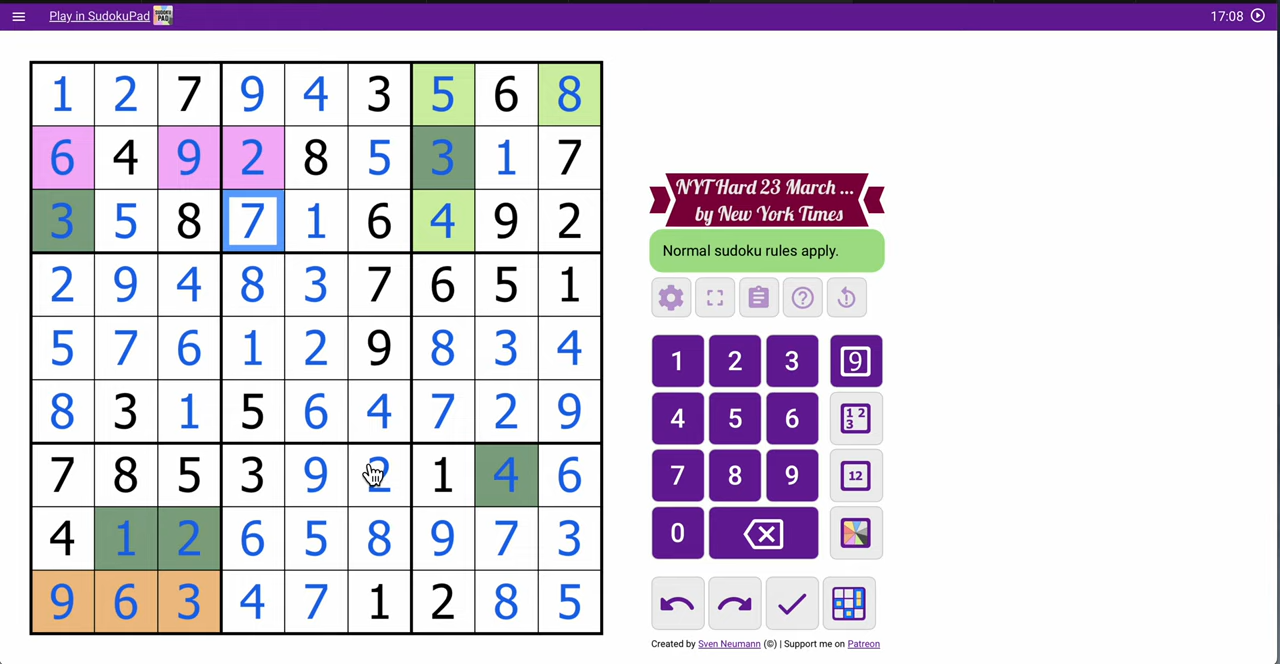 Play in SudokuPad
SUDOKU PAD
17:08
1 2 7 9 4 3 5 6 8
6 4 9 2 8 5 3 1 7
3 5 8 7 1 6 4 9 2
2 9 4 8 3 7 6 5 1
5 7 6 1 2 9 8 3 4
8 3 1 5 6 4 7 2 9
7 8 5 3 9 2 1 4 6
4 1 2 6 5 8 9 7 3
9 6 3 4 7 1 2 8 5
NYT Hard 23 March ...
by New York Times
Normal sudoku rules apply.
?
1 2 3 9
4 5 6 1 2 3
7 8 9 12
0
Created by Sven Neumann (©) | Support me on Patreon